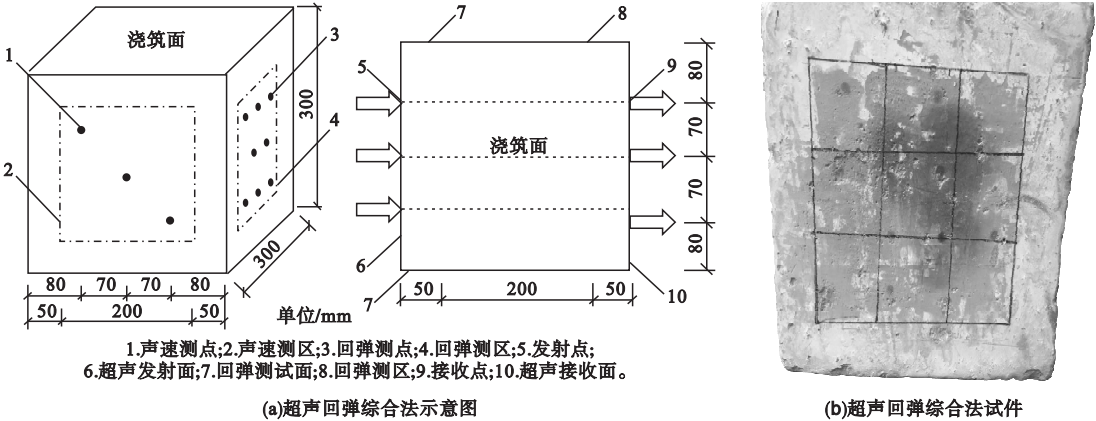 浇筑面
1
2
3
4
300
300
80 70 70 80
50 200 50
单位/mm
7 8
5 9
浇筑面
6
7
10
80
70
70
80
50 200 50
1.声速测点;2.声速测区;3.回弹测点;4.回弹测区;5.发射点;
6.超声发射面;7.回弹测试面;8.回弹测区;9.接收点;10.超声接收面。
(a)超声回弹综合法示意图
(b)超声回弹综合法试件